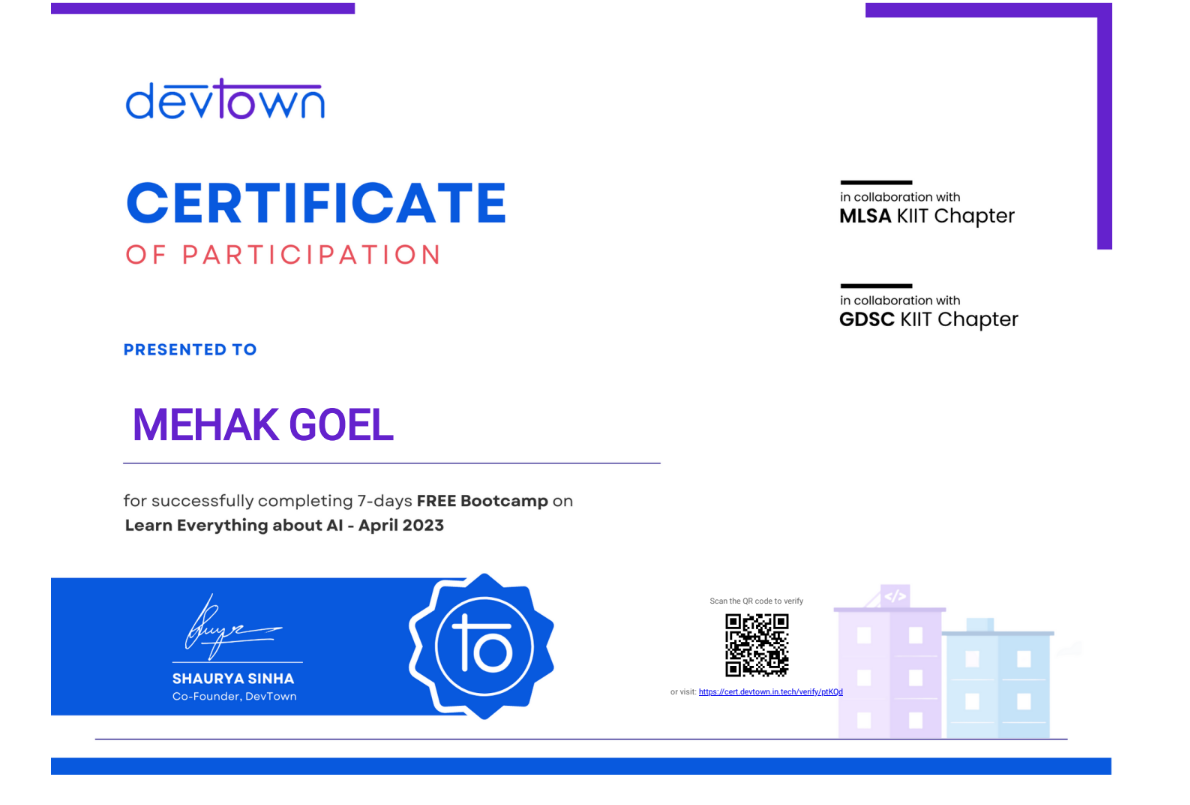 devtown
CERTIFICATE
OF PARTICIPATION
in collaboration with
MLSA KIIT Chapter
in collaboration with
GDSC KIIT Chapter
PRESENTED TO
MEHAK GOEL
for successfully completing 7-days FREE Bootcamp on
Learn Everything about AI - April 2023
</>
to
SHAURYA SINHA
Co-Founder, DevTown
Scan the QR code to verify
or visit: https://cert.devtown.in.tech/verify/ptKQd